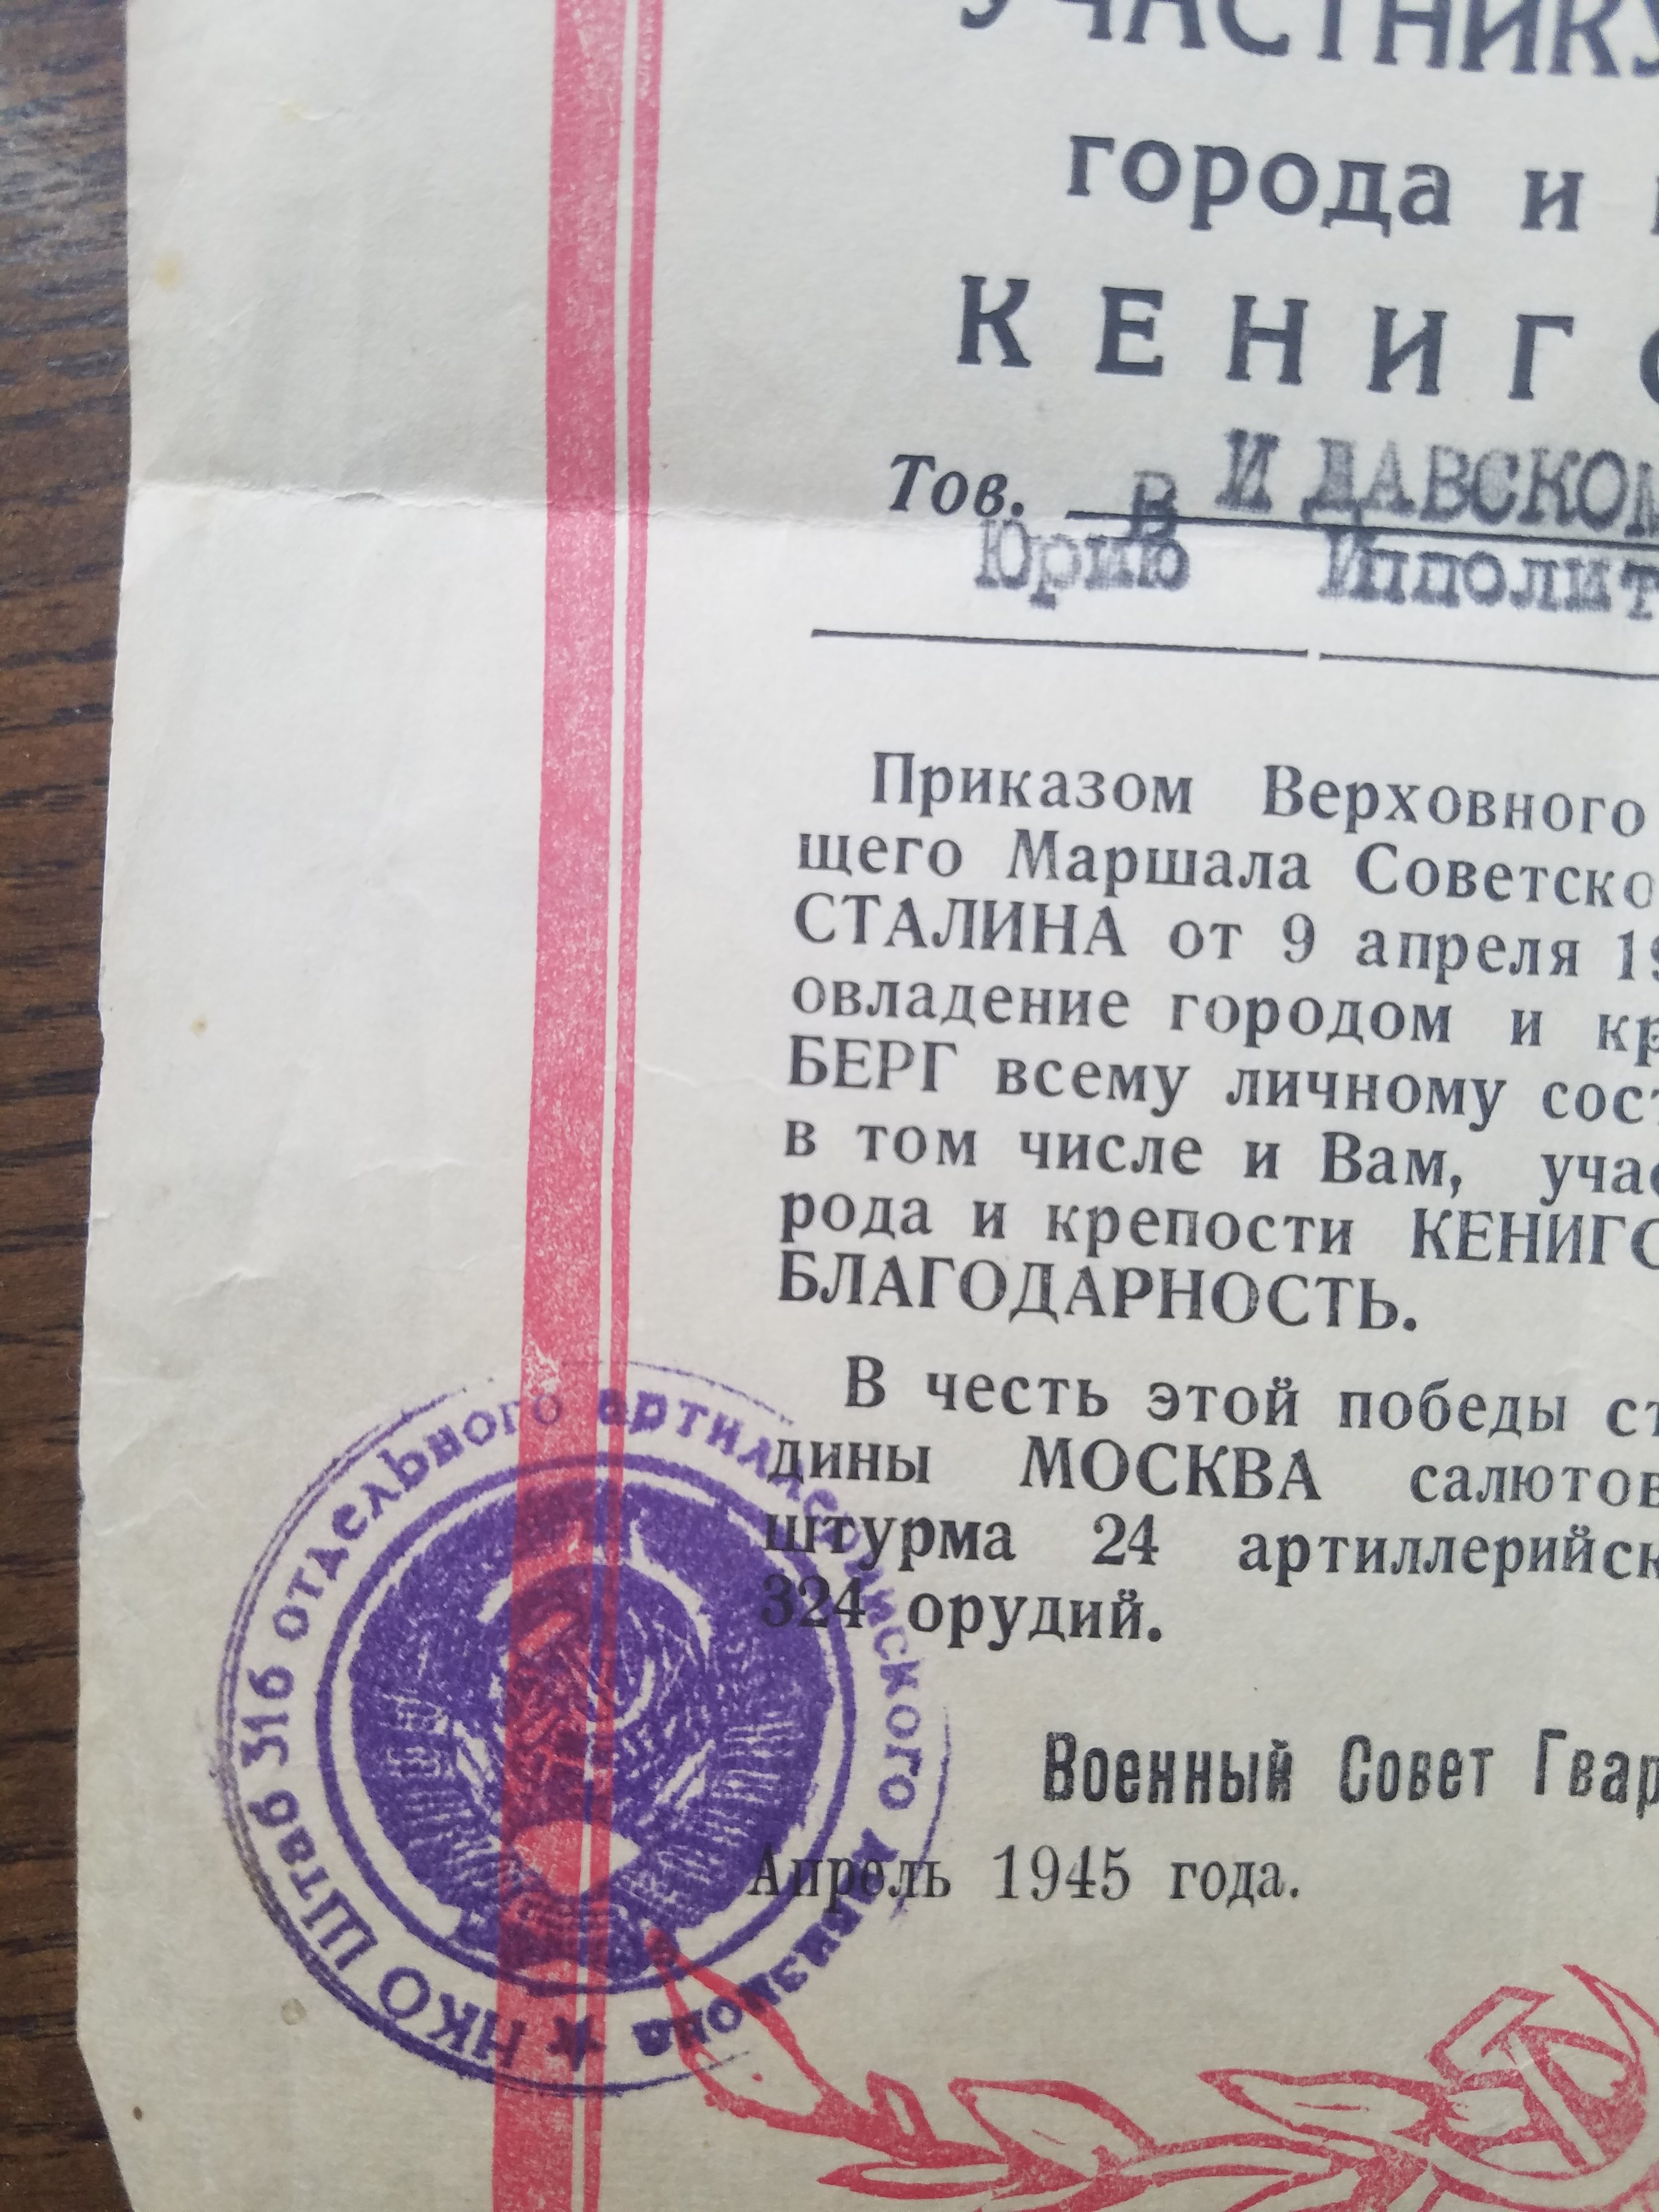 УЧАСТНИКУ
города и
КЕНИГС
Тов. В И ДАВСКОМ
Юрию Ипполит
Приказом Верховного
щего Маршала Советско
СТАЛИНА от 9 апреля 19
овладение городом и кр
БЕРГ всему личному сост
в том числе и Вам, учас
рода и крепости КЕНИГС
БЛАГОДАРНОСТЬ.
В честь этой победы ст
дины МОСКВА салютов
штурма 24 артиллерийск
324 орудий.
Военный Совет Гвар
Апрель 1945 года.
НКО Штаб 316 отдельного артиллерийского дивизиона